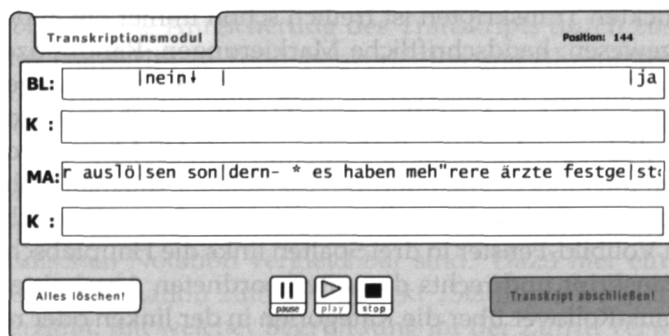 Transkriptionsmodul Position: 144
BL: |nein↓ | |ja
K :
MA: r auslö|sen son|dern- * es haben meh"rere ärzte festge|st
K :
Alles löschen! pause play stop Transkript abschließen!